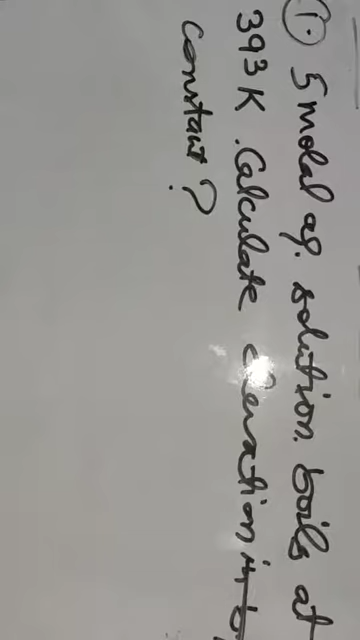 ①. 5 molal aq. solution boils at
393 K. Calculate elevation in
constant?